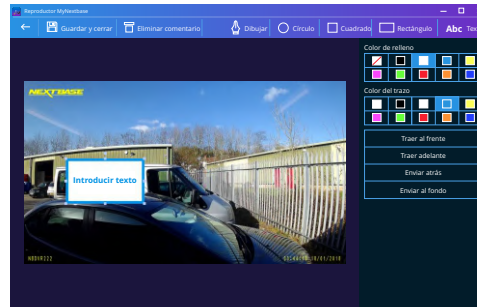 Reproductor MyNextbase
Guardar y cerrar
Eliminar comentario
Dibujar
Círculo
Cuadrado
Rectángulo
Abc
Color de relleno
NEXTBASE
Color del trazo
Traer al frente
Traer adelante
Enviar atrás
Enviar al fondo
Introducir texto